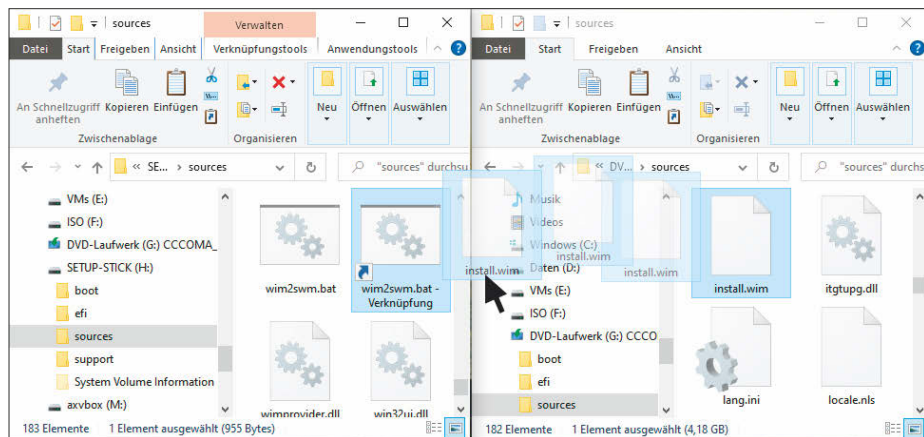 sources
Verwalten
Datei Start Freigeben Ansicht Verknüpfungstools Anwendungstools
An Schnellzugriff anheften
Kopieren
Einfügen
Neu
Öffnen
Auswählen
Zwischenablage
Organisieren
« SE... › sources
"sources" durchsu
VMs (E:)
ISO (F:)
DVD-Laufwerk (G:) CCCOMA_
SETUP-STICK (H:)
boot
efi
sources
support
System Volume Information
axvbox (M:)
wim2swm.bat
wim2swm.bat -
Verknüpfung
wimprovider.dll
win32ui.dll
183 Elemente 1 Element ausgewählt (955 Bytes)
sources
Datei Start Freigeben Ansicht
An Schnellzugriff anheften
Kopieren
Einfügen
Neu
Öffnen
Auswählen
Zwischenablage
Organisieren
« DV... › sources
"sources" durchsu
Musik
Videos
Windows (C:)
Daten (D:)
VMs (E:)
ISO (F:)
DVD-Laufwerk (G:) CCCO
boot
efi
sources
install.wim
install.wim
install.wim
install.wim
itgtupg.dll
lang.ini
locale.nls
182 Elemente 1 Element ausgewählt (4,18 GB)